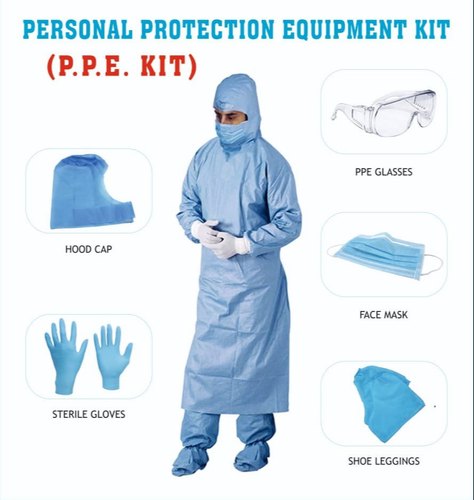 PERSONAL PROTECTION EQUIPMENT KIT
(P.P.E. KIT)
PPE GLASSES
HOOD CAP
FACE MASK
STERILE GLOVES
SHOE LEGGINGS